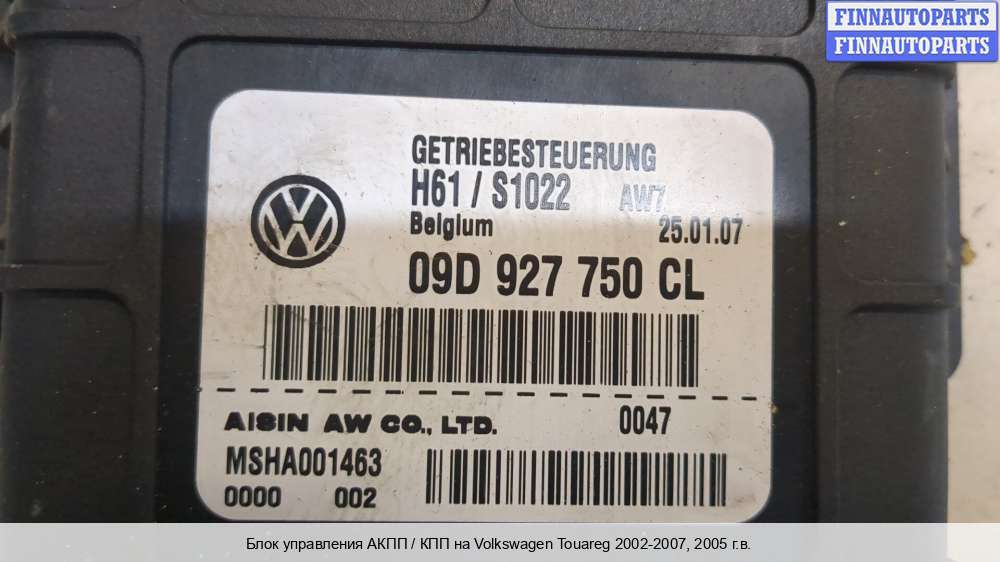 FINNAUTOPARTS
FINNAUTOPARTS
GETRIEBESTEUERUNG
H61 / S1022 AW7
Belgium 25.01.07
09D 927 750 CL
AISIN AW CO., LTD. 0047
MSHA001463
0000 002
Блок управления АКПП / КПП на Volkswagen Touareg 2002-2007, 2005 г.в.